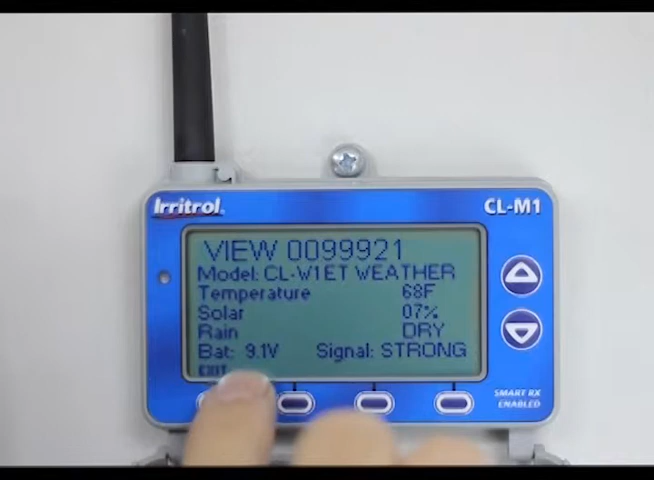 Irritrol.
CL-M1
VIEW 0099921
Model: CL-W1ET WEATHER
Temperature 68F
Solar 07%
Rain DRY
Bat: 9.1V Signal: STRONG
EXIT
SMART RX
ENABLED